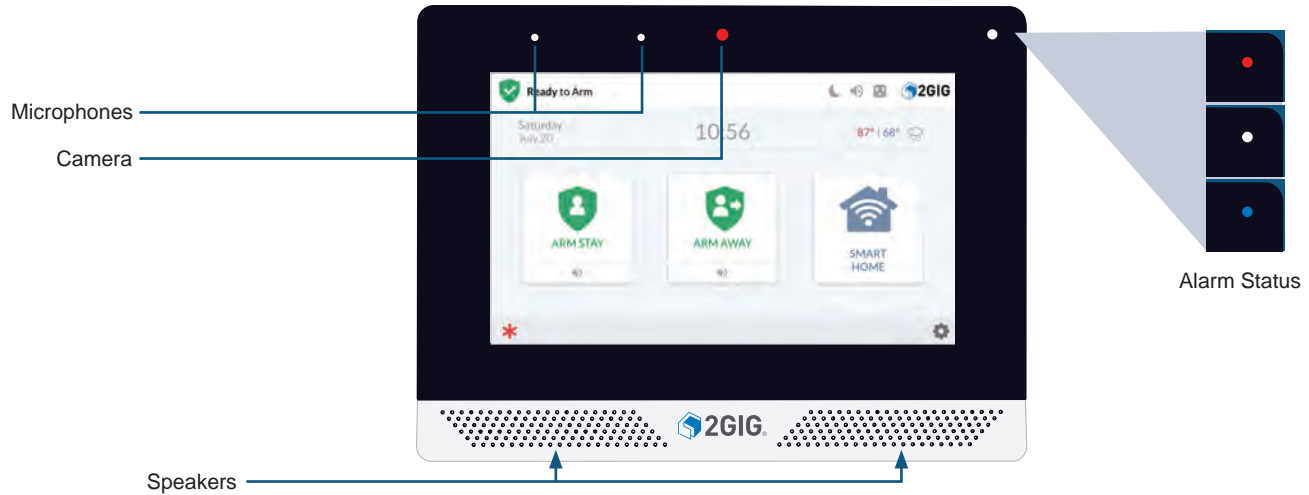 Microphones
Camera
Ready to Arm
2GIG
Saturday
July 20
10:56
87° | 68°
ARM STAY
ARM AWAY
SMART
HOME
Alarm Status
2GIG®
Speakers